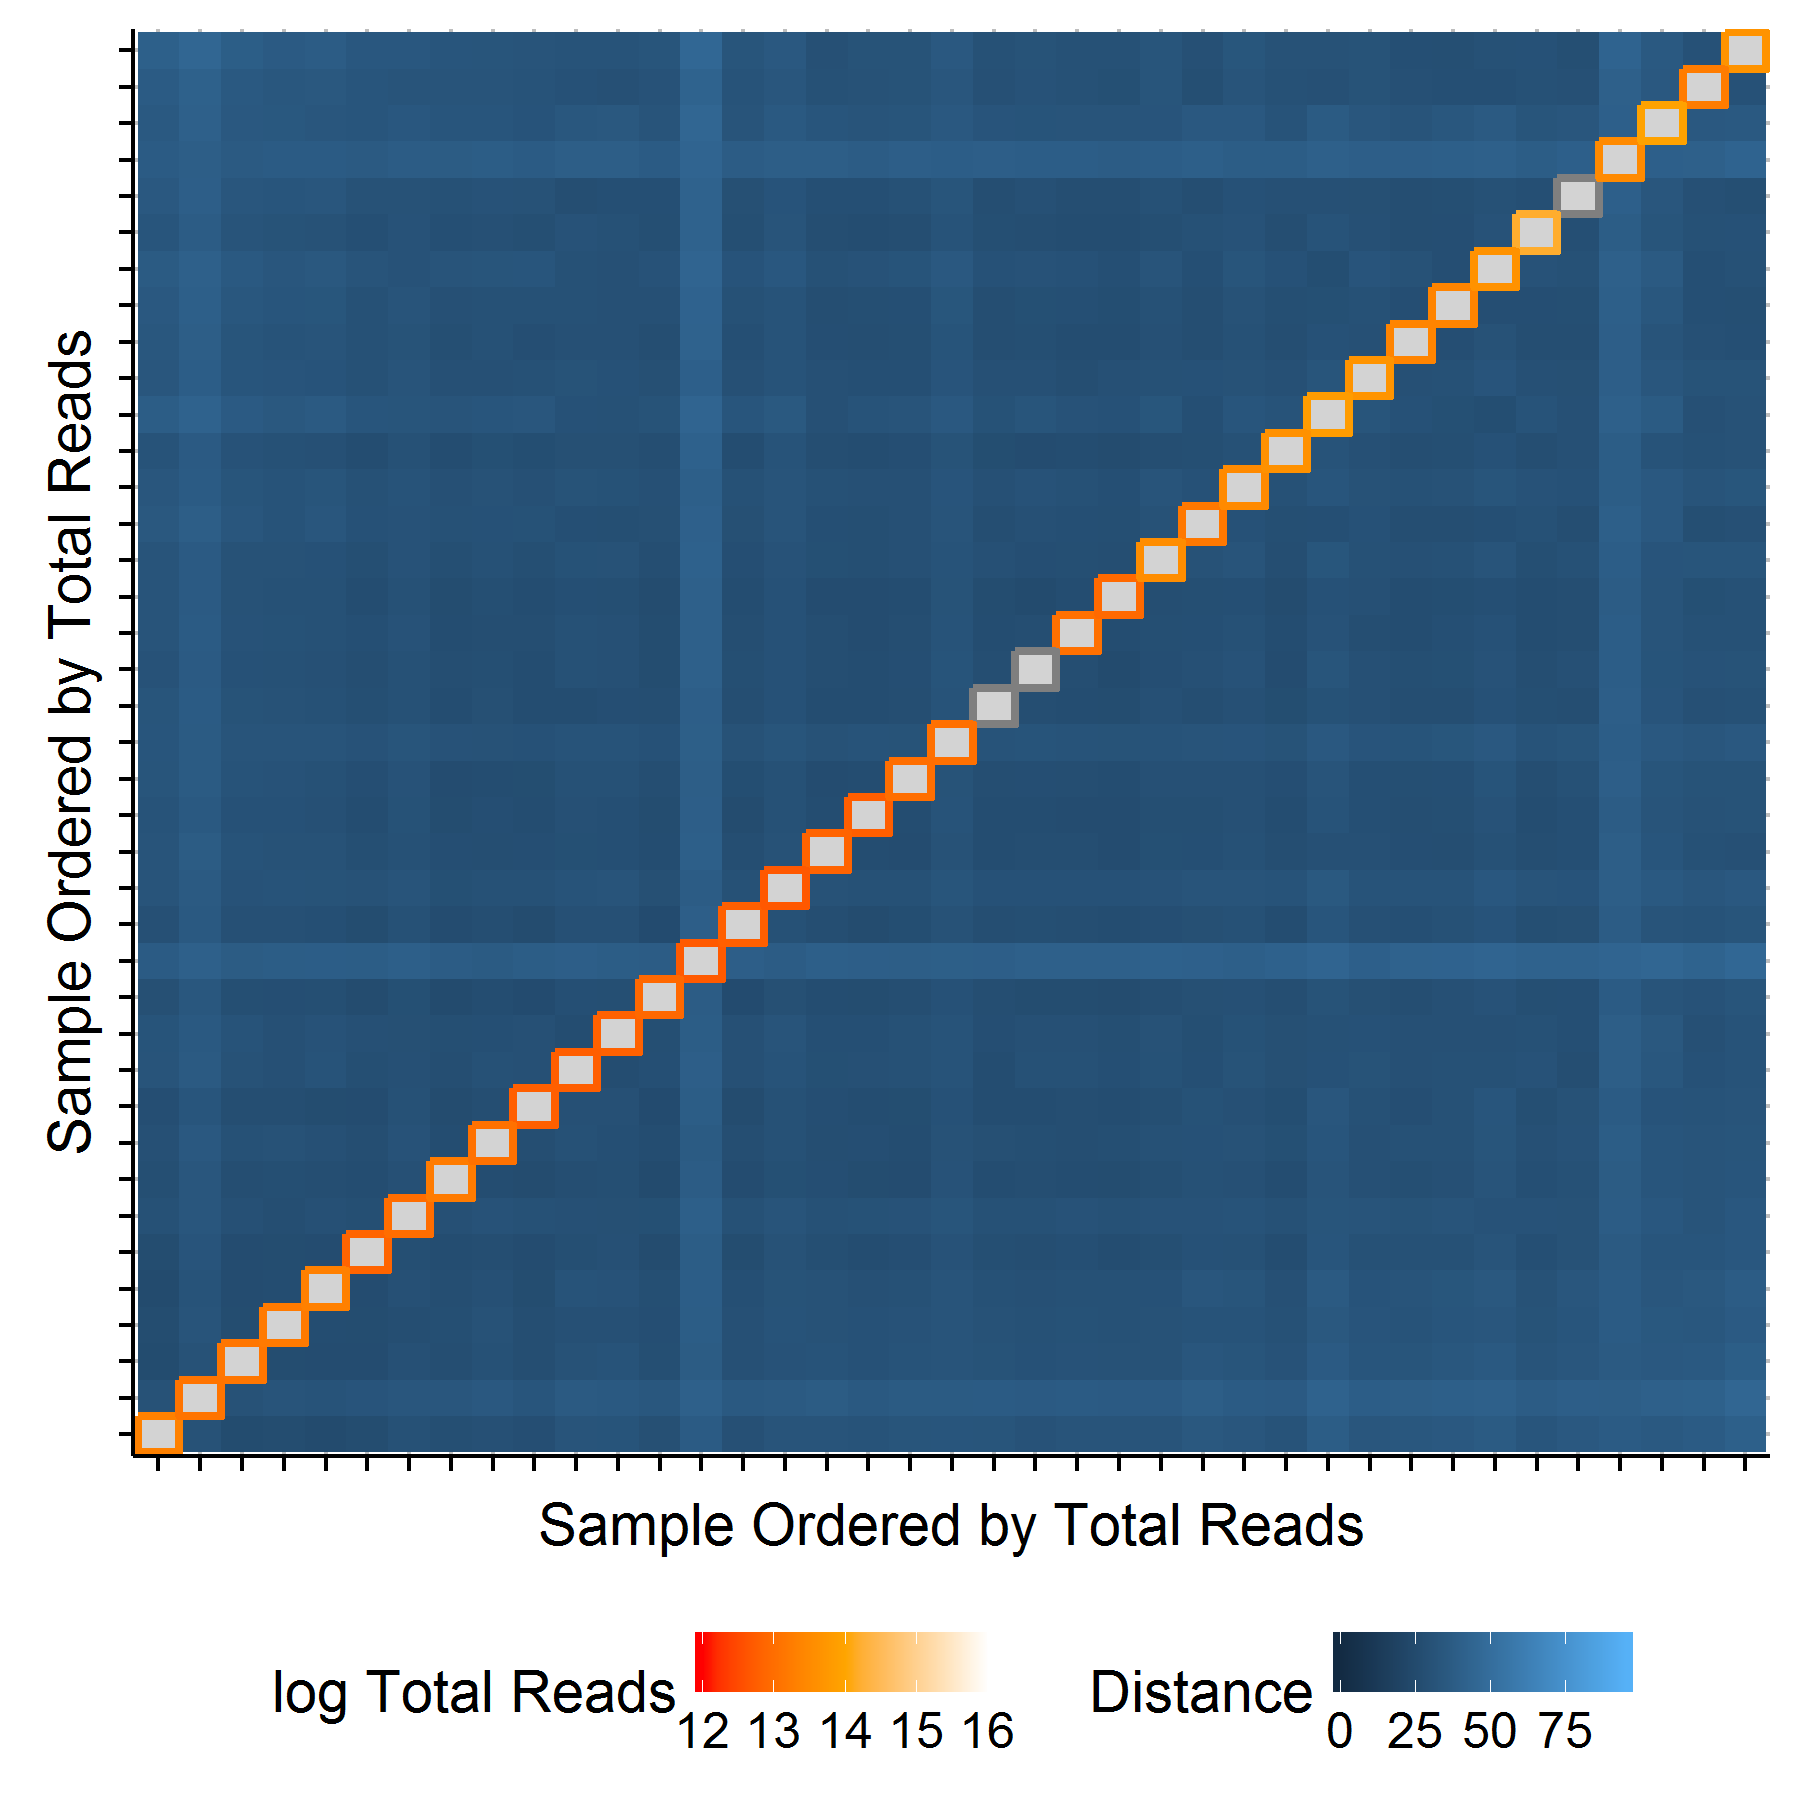 Sample Ordered by Total Reads
Sample Ordered by Total Reads
log Total Reads
12 13 14 15 16
Distance
0 25 50 75